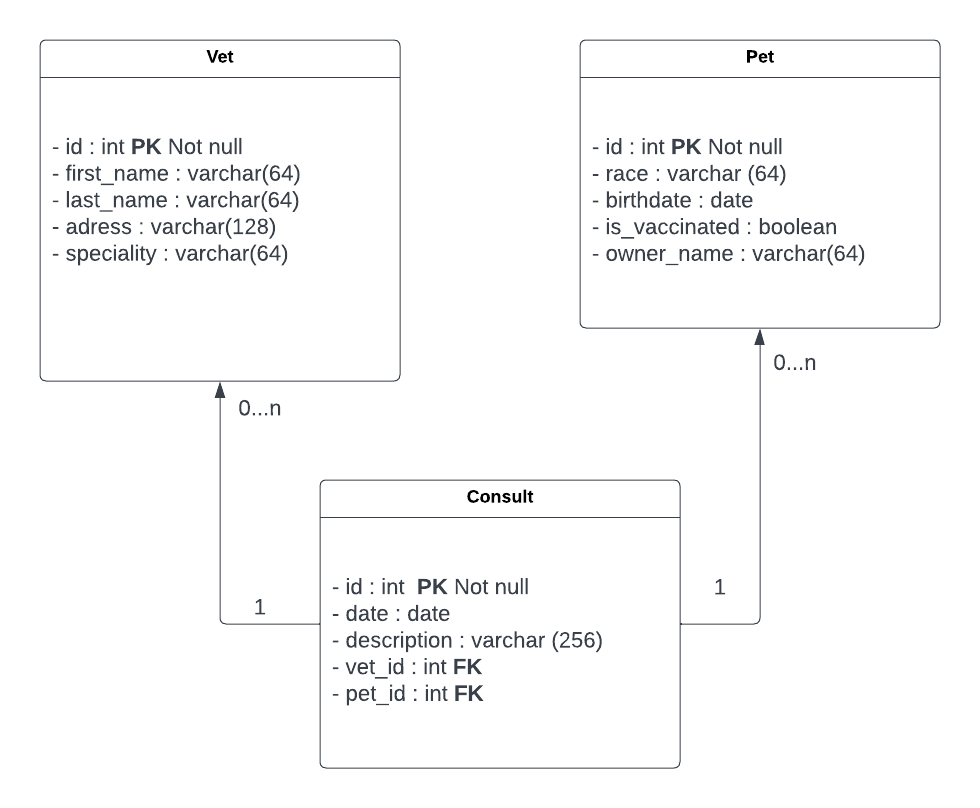 Vet
- id : int PK Not null
- first_name : varchar(64)
- last_name : varchar(64)
- adress : varchar(128)
- speciality : varchar(64)
0...n
Pet
- id : int PK Not null
- race : varchar (64)
- birthdate : date
- is_vaccinated : boolean
- owner_name : varchar(64)
0...n
Consult
- id : int  PK Not null
- date : date
- description : varchar (256)
- vet_id : int FK
- pet_id : int FK
1
1